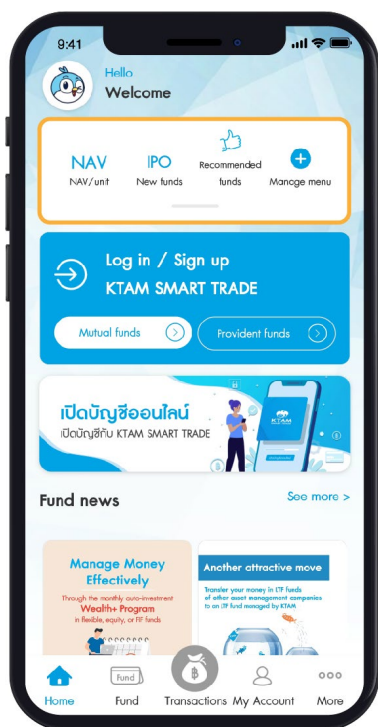 9:41
Hello
Welcome
NAV
NAV/unit
IPO
New funds
Recommended
funds
Manage menu
Log in / Sign up
KTAM SMART TRADE
Mutual funds
Provident funds
เปิดบัญชีออนไลน์
เปิดบัญชีกับ KTAM SMART TRADE
KTAM
Fund news
See more >
Manage Money
Effectively
Through the monthly auto-investment
Wealth+ Program
in flexible, equity, or FIF funds
Another attractive move
Transfer your money in LTF funds
of other asset management companies
to an LTF fund managed by KTAM
Fund
Home
Fund
Transactions
My Account
More